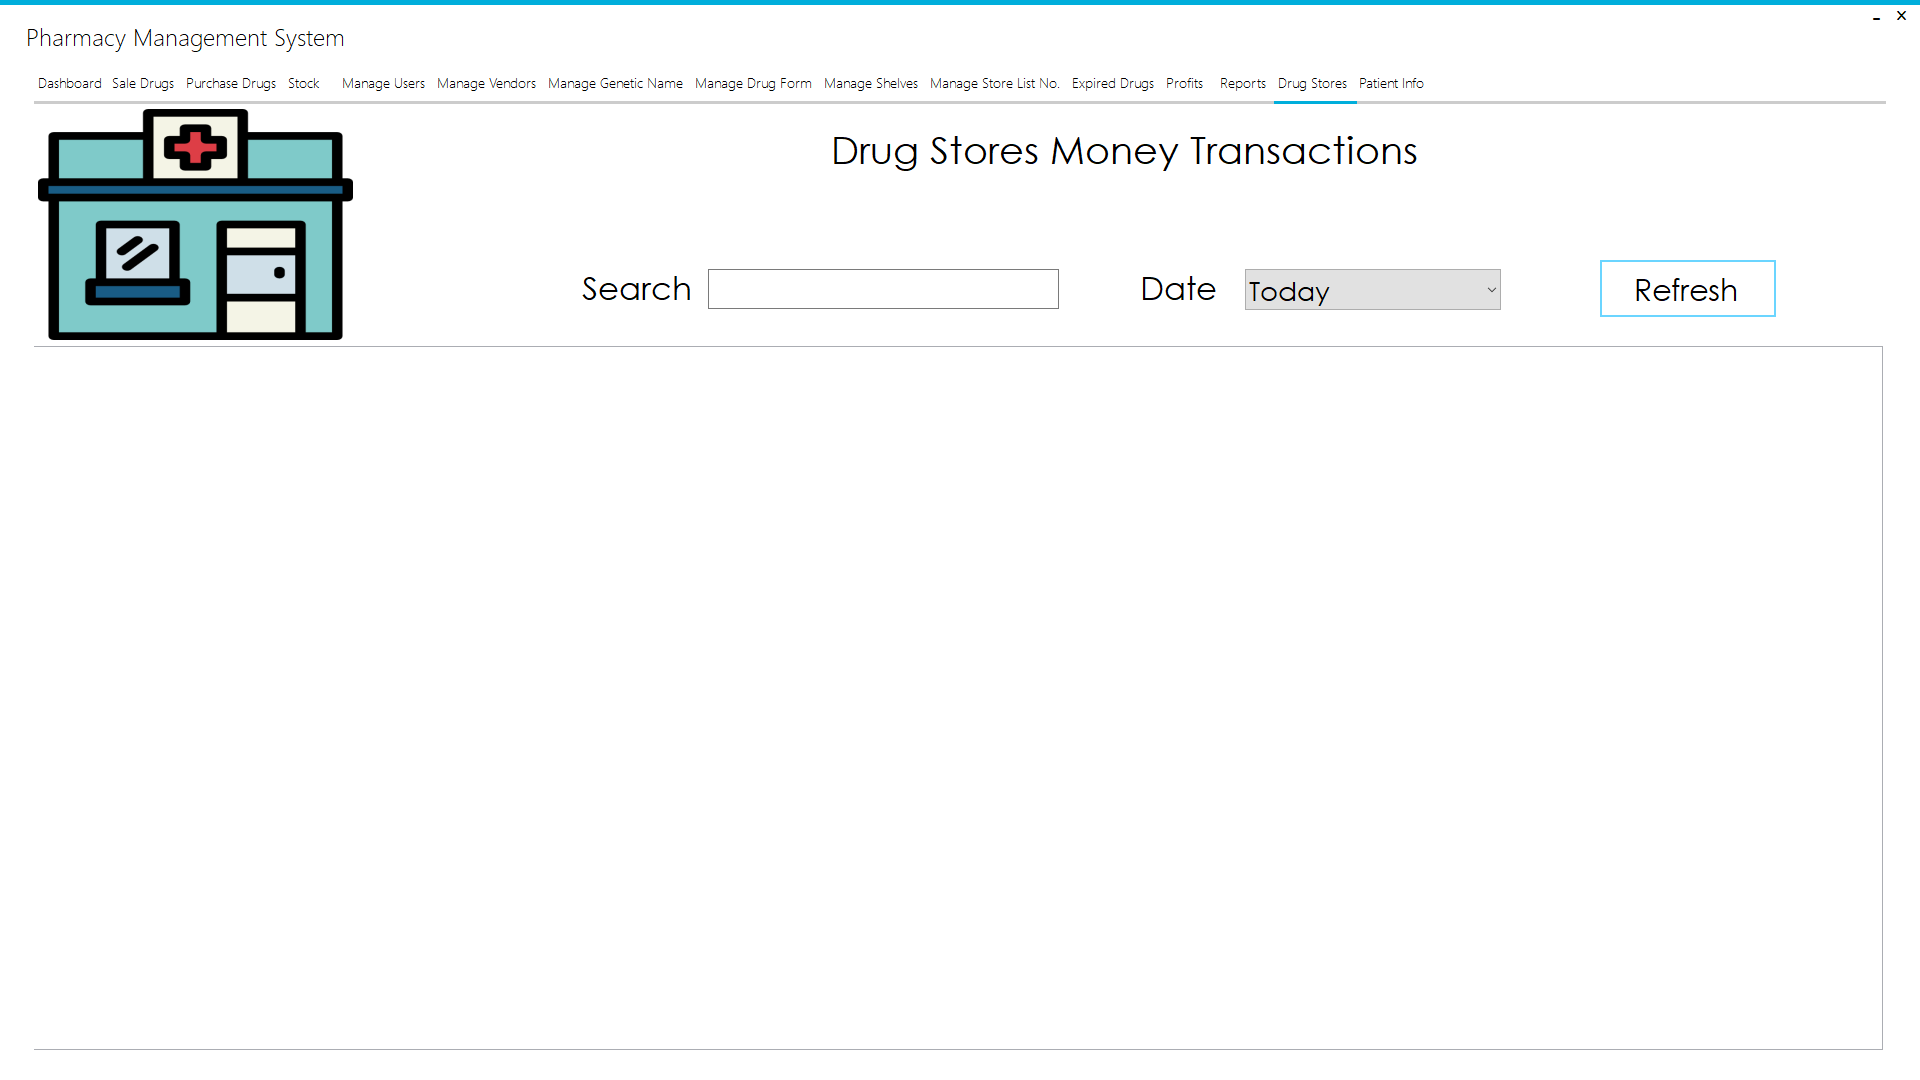 Pharmacy Management System
Dashboard Sale Drugs Purchase Drugs Stock Manage Users Manage Vendors Manage Genetic Name Manage Drug Form Manage Shelves Manage Store List No. Expired Drugs Profits Reports Drug Stores Patient Info
Drug Stores Money Transactions
Search Date Today Refresh